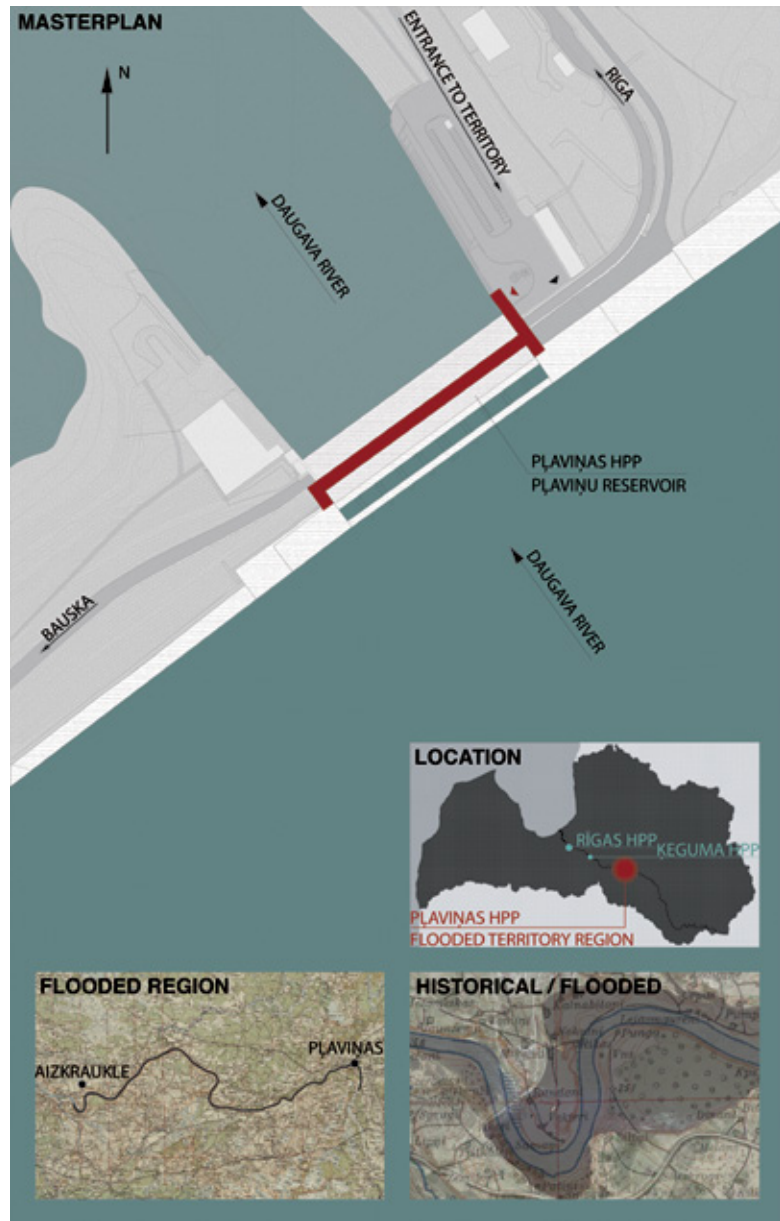 MASTERPLAN
N
ENTRANCE TO TERRITORY
RIGA
DAUGAVA RIVER
PĻAVIŅAS HPP
PĻAVIŅU RESERVOIR
DAUGAVA RIVER
BAUSKA
LOCATION
RĪGAS HPP
ĶEGUMA HPP
PĻAVIŅAS HPP
FLOODED TERRITORY REGION
FLOODED REGION
PĻAVIŅAS
AIZKRAUKLE
HISTORICAL / FLOODED